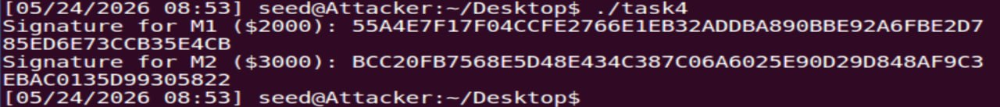 [05/24/2026 08:53] seed@Attacker:~/Desktop$ ./task4
Signature for M1 ($2000): 55A4E7F17F04CCFE2766E1EB32ADDBA890BBE92A6FBE2D7
85ED6E73CCB35E4CB
Signature for M2 ($3000): BCC20FB7568E5D48E434C387C06A6025E90D29D848AF9C3
EBAC0135D99305822
[05/24/2026 08:53] seed@Attacker:~/Desktop$